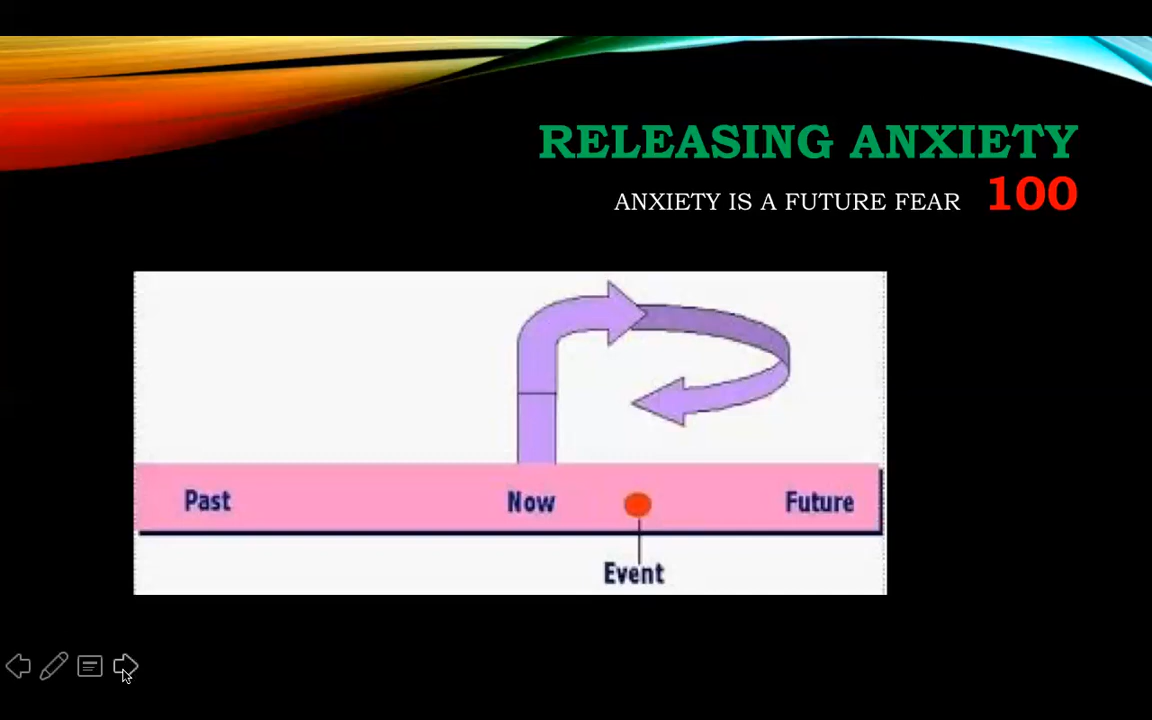 RELEASING ANXIETY
ANXIETY IS A FUTURE FEAR 100
Past Now Future
Event